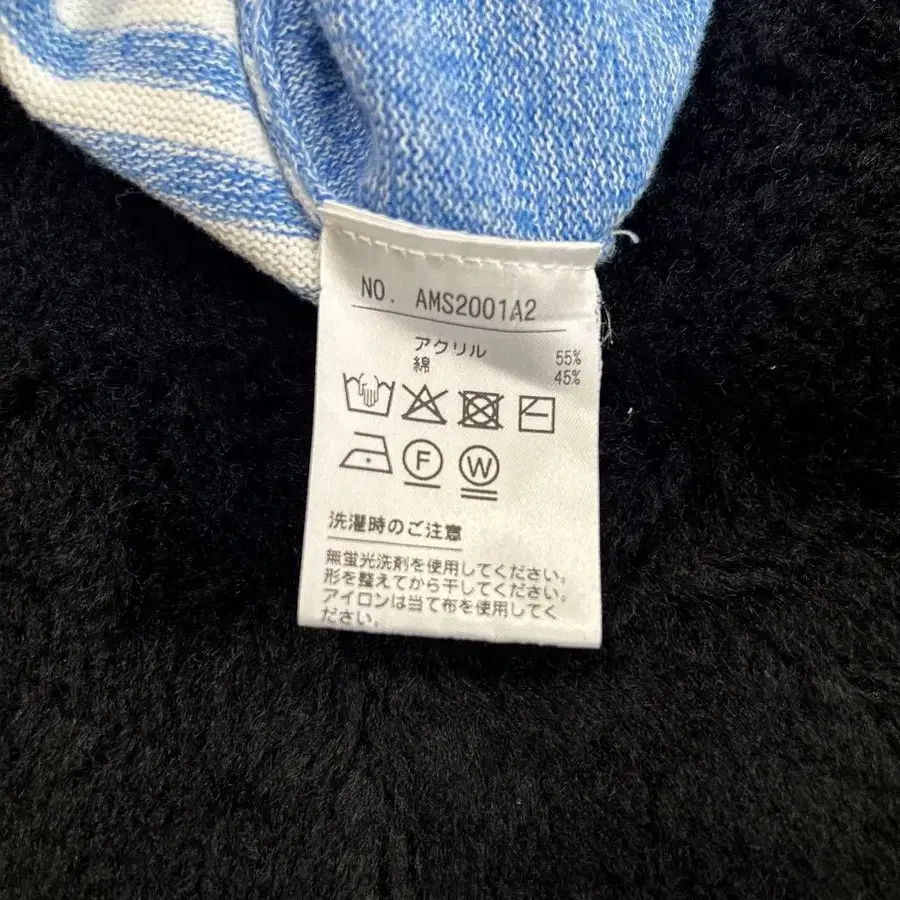 NO. AMS2001A2
アクリル 55%
綿 45%
F W
洗濯時のご注意
無蛍光洗剤を使用してください。
形を整えてから干してください。
アイロンは当て布を使用してく
ださい。